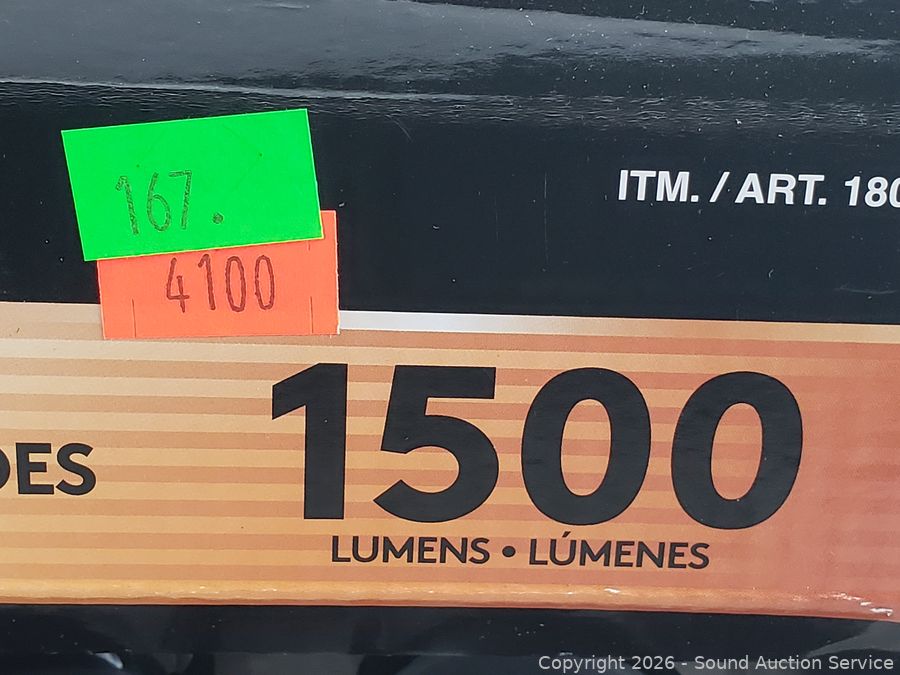 167.
4100
ITM. / ART. 180
DES
1500
LUMENS • LÚMENES
Copyright 2026 - Sound Auction Service